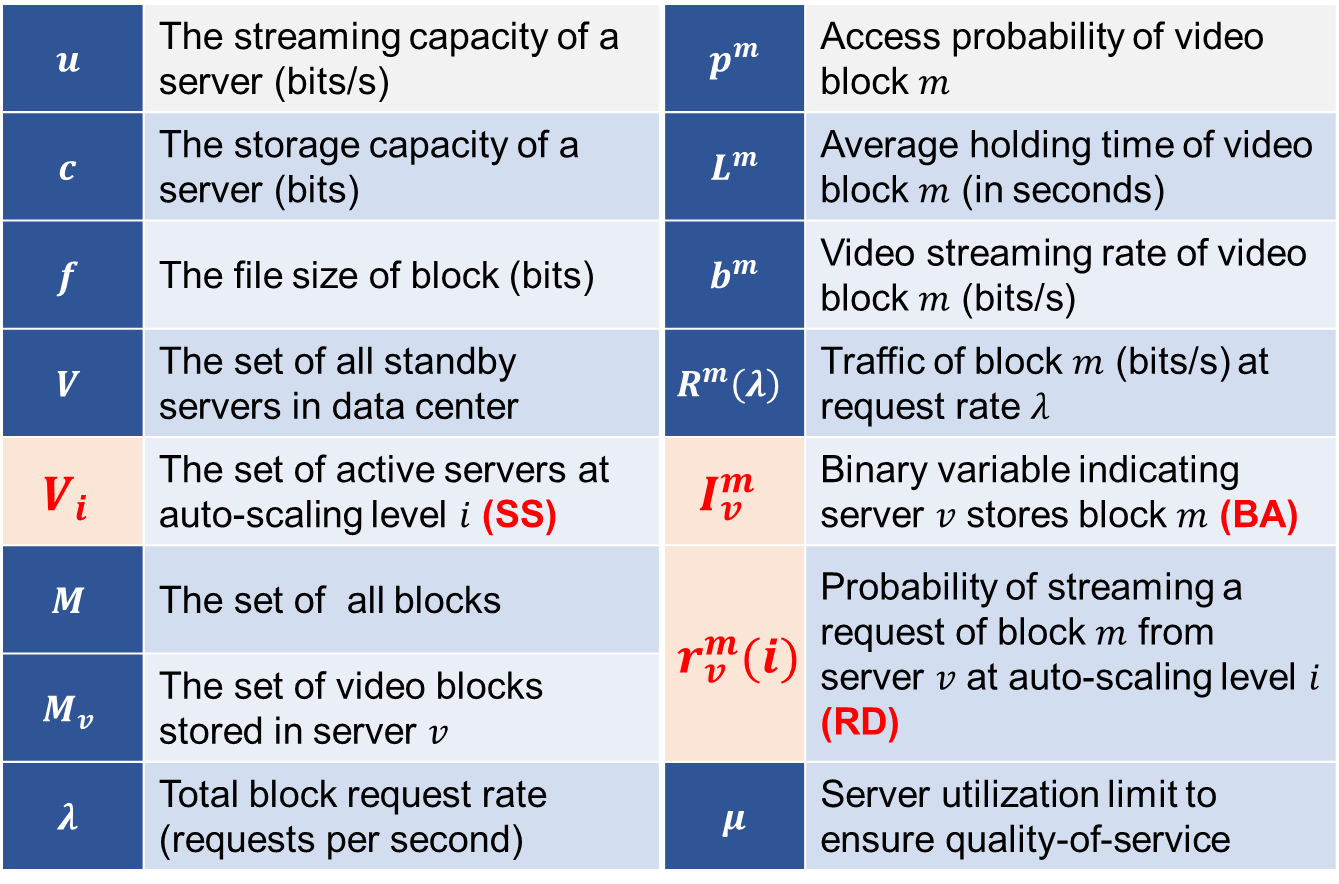 u
The streaming capacity of a
server (bits/s)
p^m
Access probability of video
block m
c
The storage capacity of a
server (bits)
L^m
Average holding time of video
block m (in seconds)
f
The file size of block (bits)
b^m
Video streaming rate of video
block m (bits/s)
V
The set of all standby
servers in data center
R^m(λ)
Traffic of block m (bits/s) at
request rate λ
V_i
The set of active servers at
auto-scaling level i (SS)
I_v^m
Binary variable indicating
server v stores block m (BA)
M
The set of all blocks
r_v^m(i)
Probability of streaming a
request of block m from
server v at auto-scaling level i
(RD)
M_v
The set of video blocks
stored in server v
λ
Total block request rate
(requests per second)
μ
Server utilization limit to
ensure quality-of-service